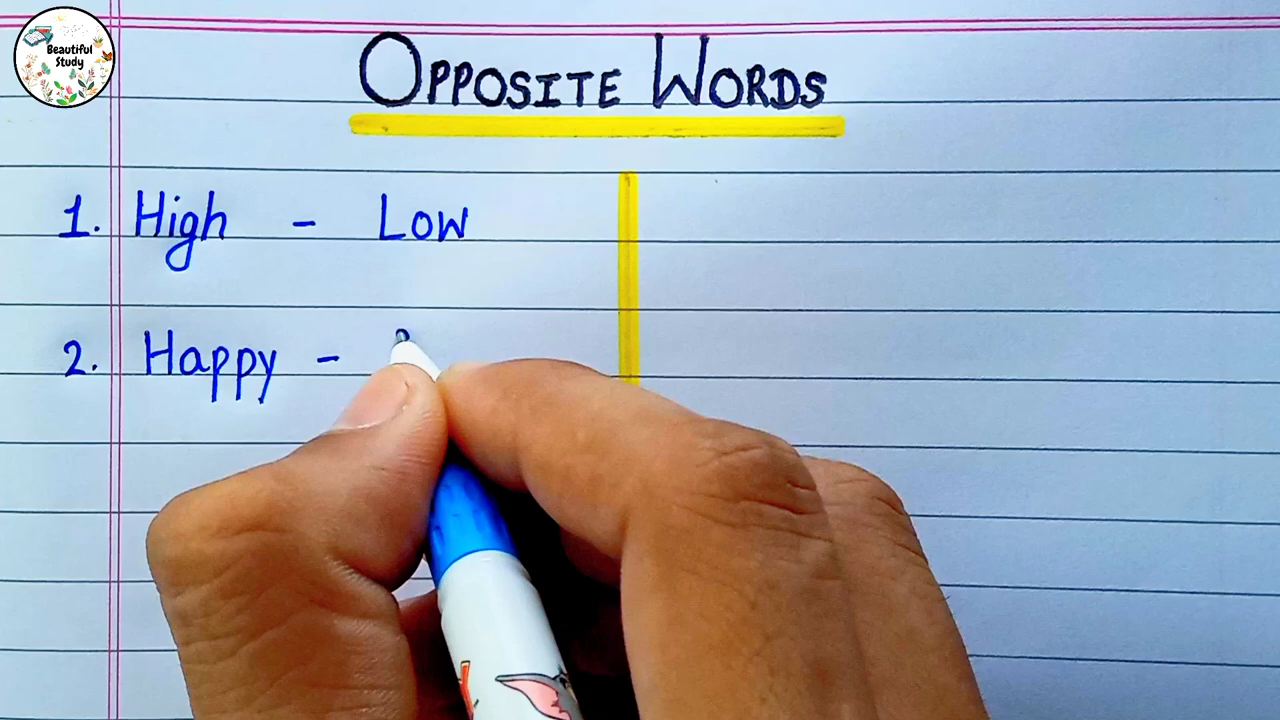 Beautiful
Study
OPPOSITE WORDS
1. High - Low
2. Happy -